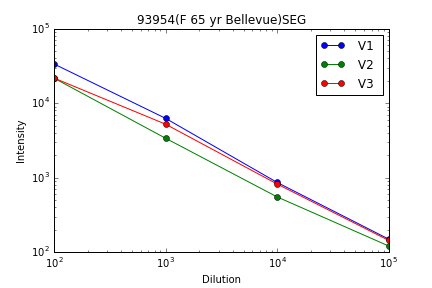 93954(F 65 yr Bellevue)SEG
10^5
10^4
10^3
10^2
Intensity
V1
V2
V3
10^2 10^3 10^4 10^5
Dilution